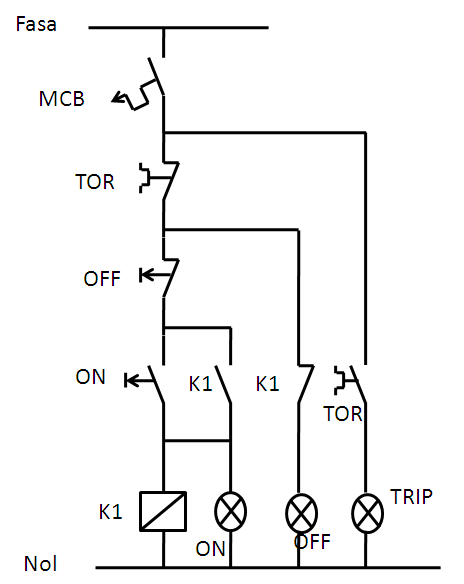 Fasa
MCB
TOR
OFF
ON
K1
K1
TOR
K1
ON
OFF
TRIP
Nol